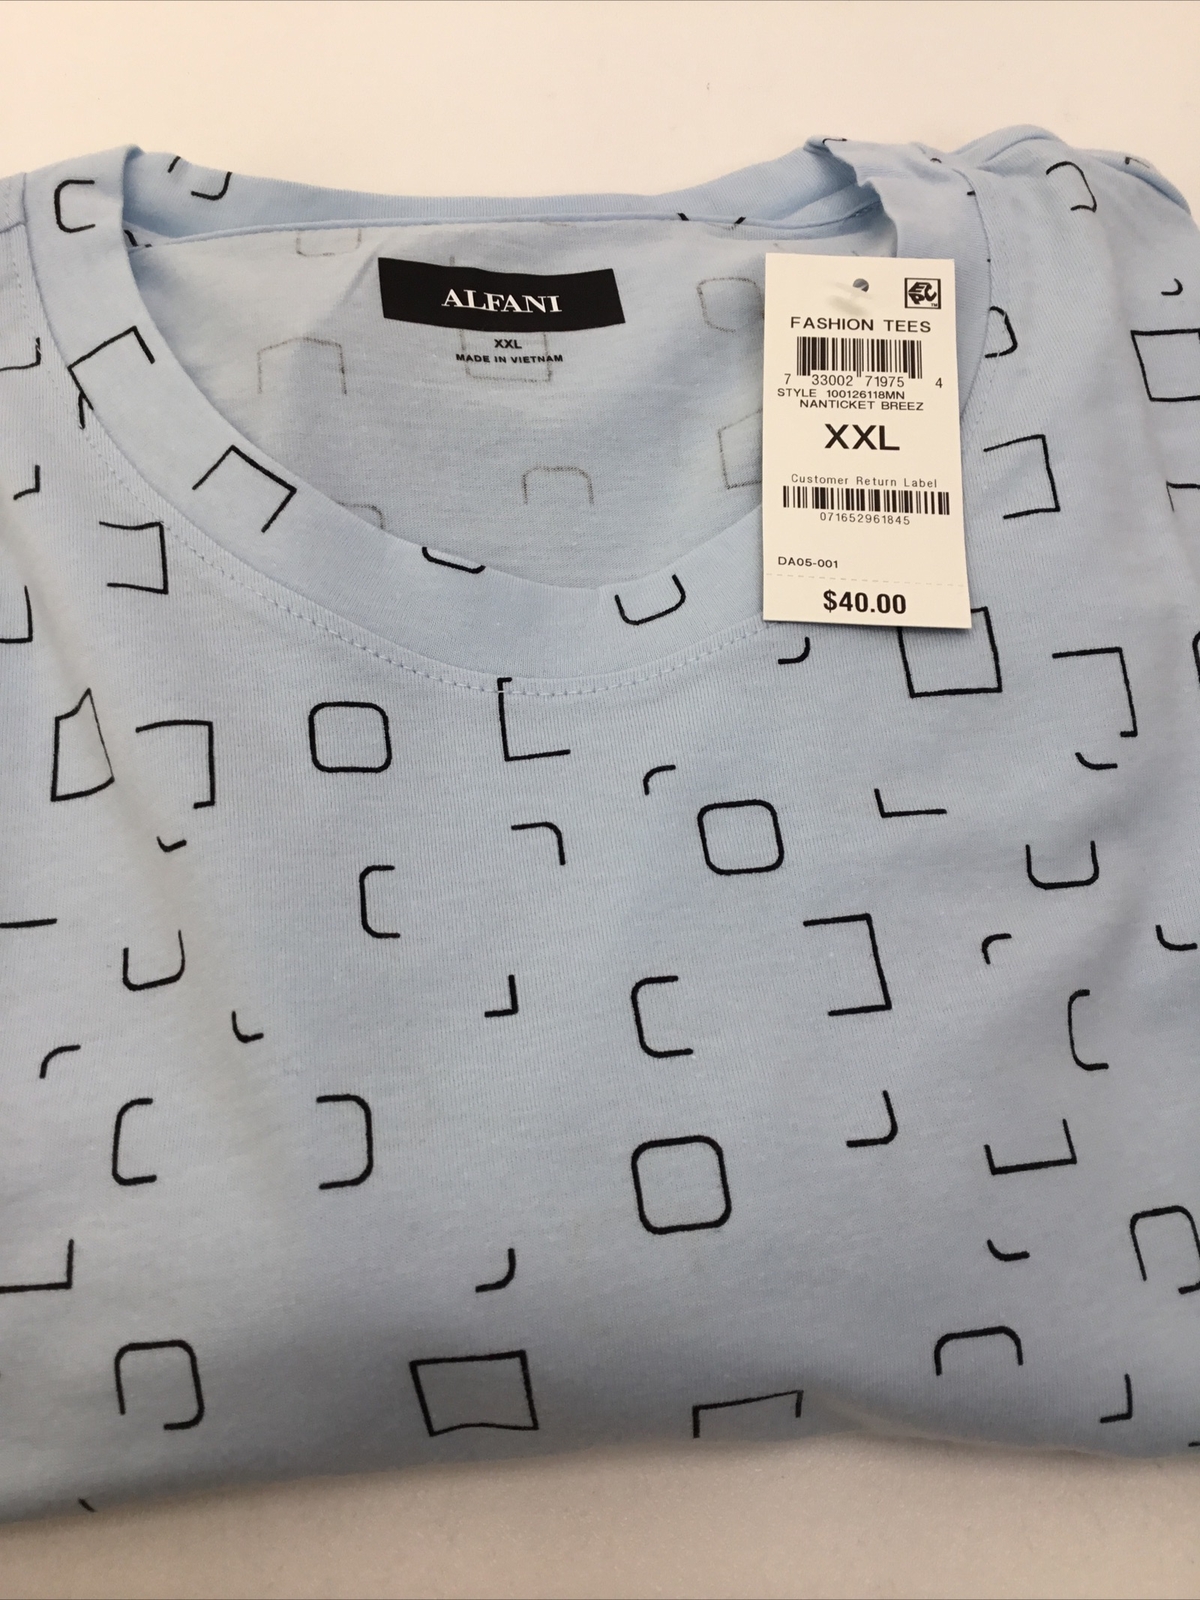 ALFANI
XXL
MADE IN VIETNAM
FASHION TEES
7 33002 71975 4
STYLE 100126118MN
NANTICKET BREEZ
XXL
Customer Return Label
071652961845
DA05-001
$40.00